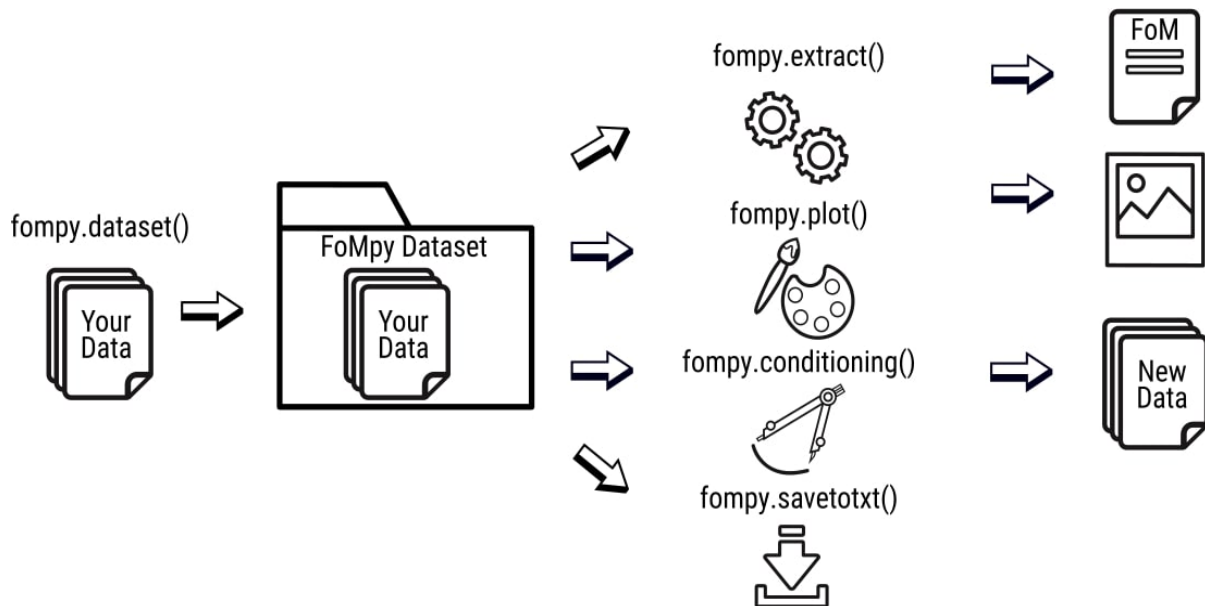 fompy.dataset()
Your
Data
FoMpy Dataset
Your
Data
fompy.extract()
fompy.plot()
fompy.conditioning()
fompy.savetotxt()
FoM
New
Data